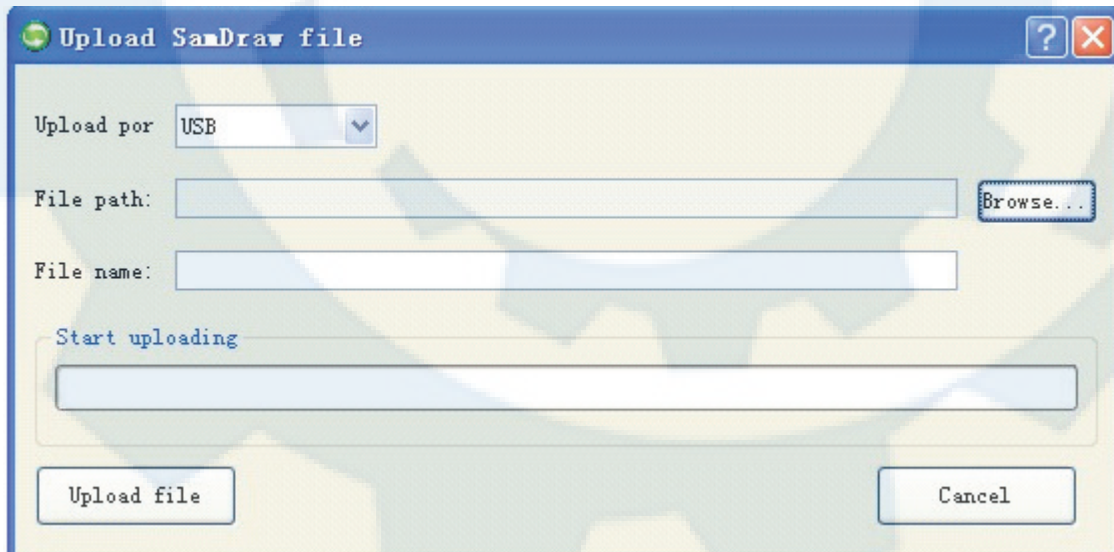 Upload SamDraw file
Upload por USB
File path: Browse...
File name:
Start uploading
Upload file Cancel